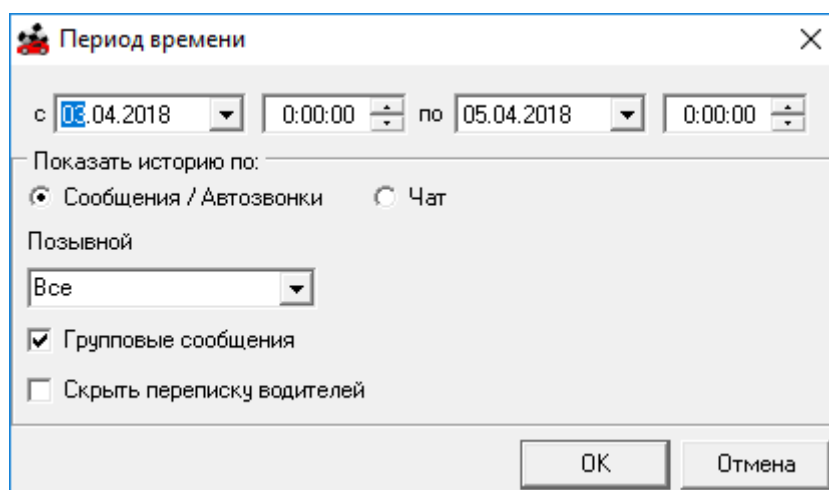 Период времени
с 03.04.2018 0:00:00 по 05.04.2018 0:00:00
Показать историю по:
Сообщения / Автозвонки Чат
Позывной
Все
Групповые сообщения
Скрыть переписку водителей
OK Отмена